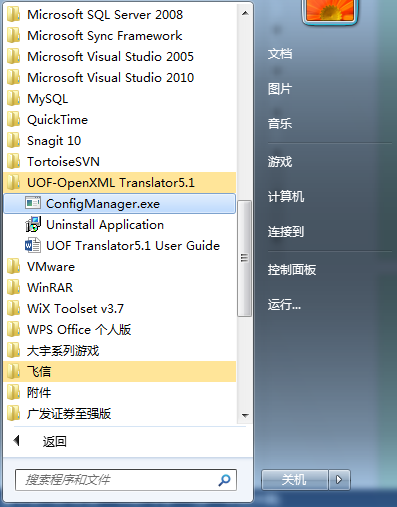 Microsoft SQL Server 2008
Microsoft Sync Framework
Microsoft Visual Studio 2005
Microsoft Visual Studio 2010
MySQL
QuickTime
Snagit 10
TortoiseSVN
UOF-OpenXML Translator5.1
ConfigManager.exe
Uninstall Application
UOF Translator5.1 User Guide
VMware
WinRAR
WiX Toolset v3.7
WPS Office 个人版
大宇系列游戏
飞信
附件
广发证券至强版
返回
搜索程序和文件
文档
图片
音乐
游戏
计算机
连接到
控制面板
运行...
关机